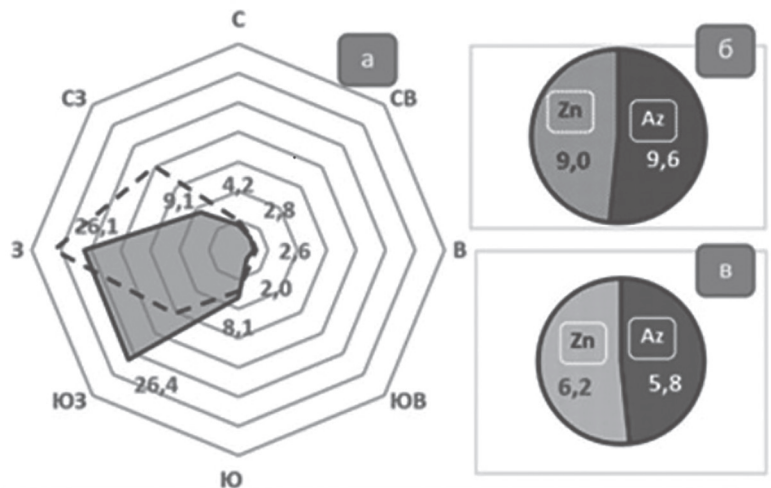 С
а
СЗ
СВ
9,1
4,2
2,8
26,1
З
2,6
В
2,0
8,1
26,4
ЮЗ
ЮВ
Ю
б
Zn
Az
9,0
9,6
в
Zn
Az
6,2
5,8